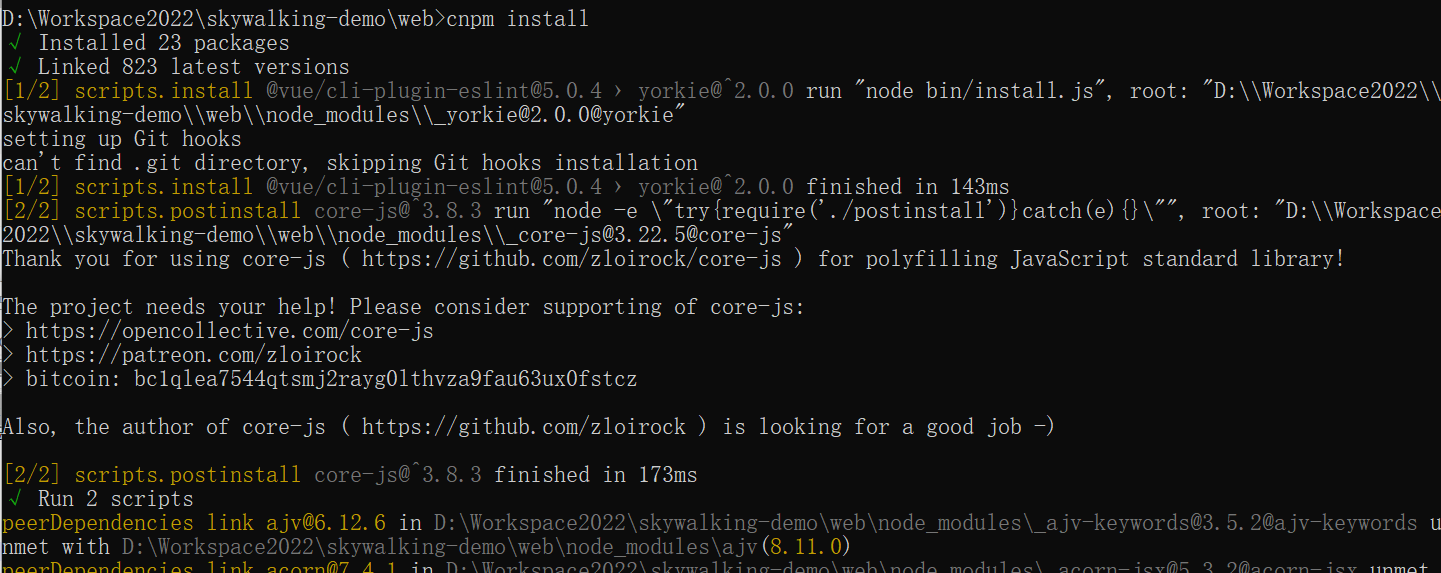 D:\Workspace2022\skywalking-demo\web>cnpm install
√ Installed 23 packages
√ Linked 823 latest versions
[1/2] scripts.install @vue/cli-plugin-eslint@5.0.4 › yorkie@^2.0.0 run "node bin/install.js", root: "D:\\Workspace2022\\
skywalking-demo\\web\\node_modules\\_yorkie@2.0.0@yorkie"
setting up Git hooks
can't find .git directory, skipping Git hooks installation
[1/2] scripts.install @vue/cli-plugin-eslint@5.0.4 › yorkie@^2.0.0 finished in 143ms
[2/2] scripts.postinstall core-js@^3.8.3 run "node -e \"try{require('./postinstall')}catch(e){}\"", root: "D:\\Workspace
2022\\skywalking-demo\\web\\node_modules\\_core-js@3.22.5@core-js"
Thank you for using core-js ( https://github.com/zloirock/core-js ) for polyfilling JavaScript standard library!
The project needs your help! Please consider supporting of core-js:
> https://opencollective.com/core-js
> https://patreon.com/zloirock
> bitcoin: bc1qlea7544qtsmj2rayg0lthvza9fau63ux0fstcz
Also, the author of core-js ( https://github.com/zloirock ) is looking for a good job -)
[2/2] scripts.postinstall core-js@^3.8.3 finished in 173ms
√ Run 2 scripts
peerDependencies link ajv@6.12.6 in D:\Workspace2022\skywalking-demo\web\node_modules\_ajv-keywords@3.5.2@ajv-keywords u
nmet with D:\Workspace2022\skywalking-demo\web\node_modules\ajv(8.11.0)
peerDependencies link acorn@7.4.1 in D:\Workspace2022\skywalking-demo\web\node_modules\_acorn-jsx@5.3.2@acorn-jsx unmet